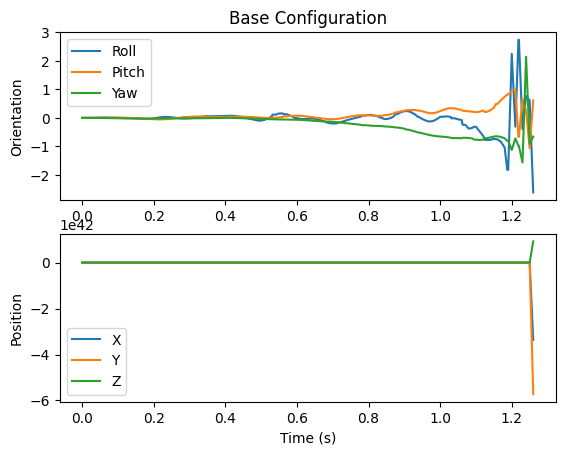 Base Configuration
Orientation
3
2
1
0
−1
−2
Roll
Pitch
Yaw
0.0 0.2 0.4 0.6 0.8 1.0 1.2
1e42
Position
0
−2
−4
−6
X
Y
Z
0.0 0.2 0.4 0.6 0.8 1.0 1.2
Time (s)